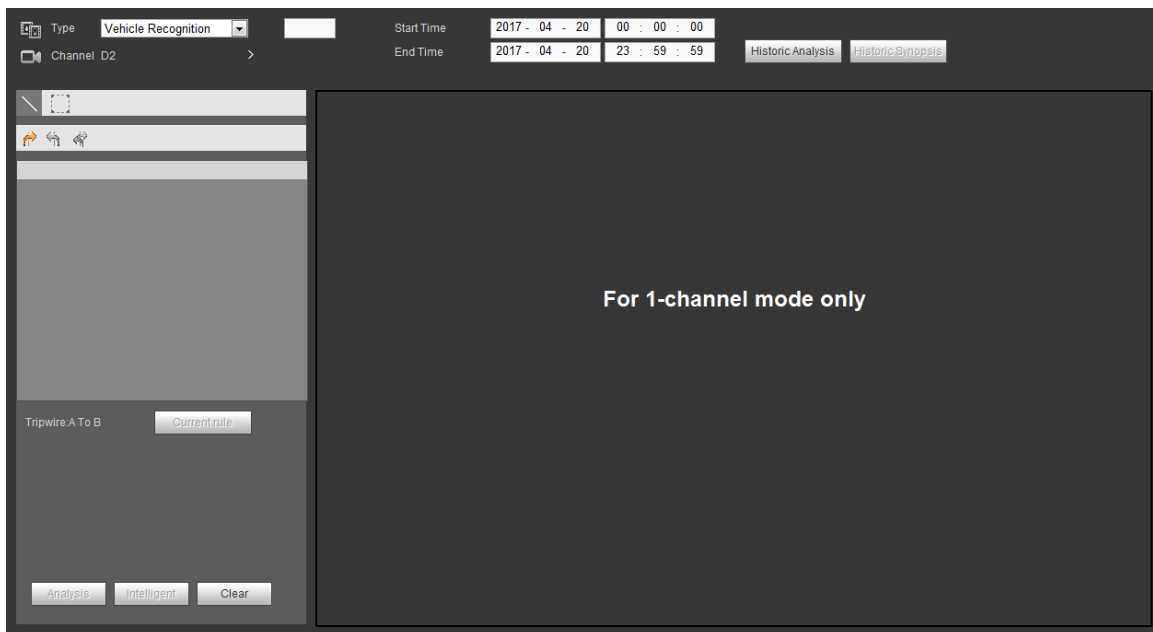 Type Vehicle Recognition Start Time 2017 - 04 - 20 00 : 00 : 00
Channel D2 > End Time 2017 - 04 - 20 23 : 59 : 59 Historic Analysis Historic Synopsis
For 1-channel mode only
Tripwire:A To B Current rule
Analysis Intelligent Clear